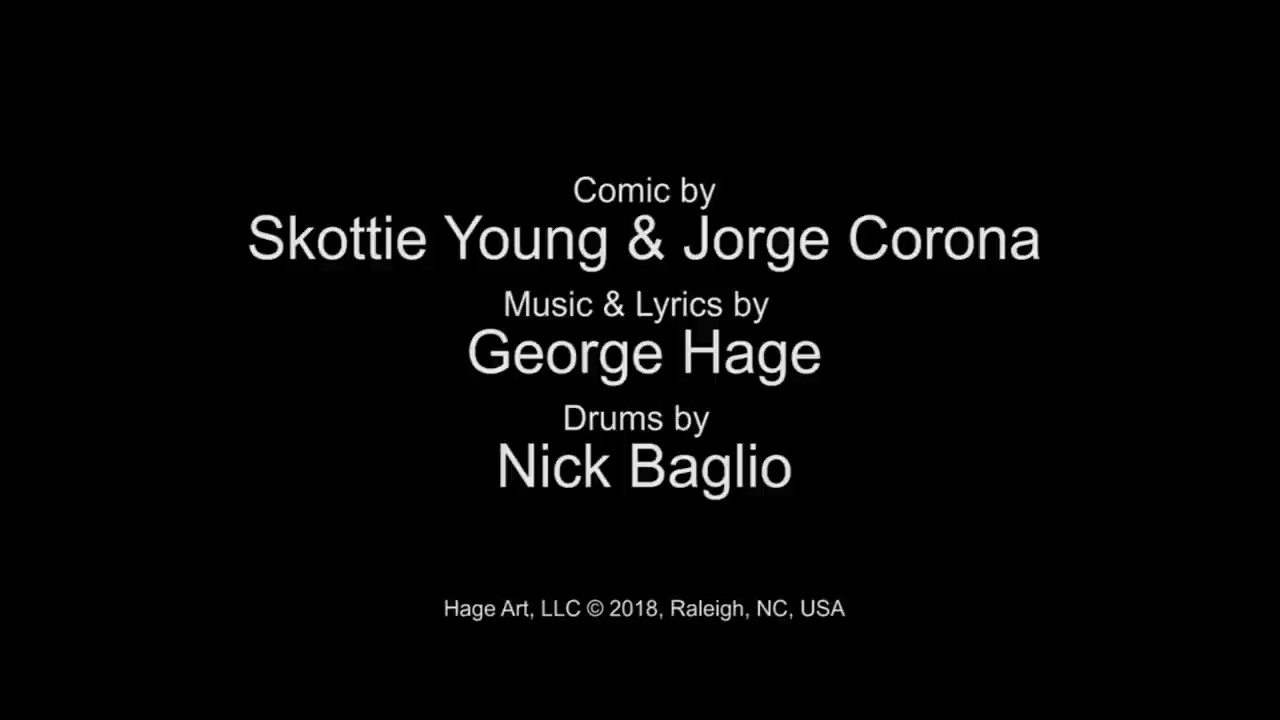 Comic by
Skottie Young & Jorge Corona
Music & Lyrics by
George Hage
Drums by
Nick Baglio
Hage Art, LLC © 2018, Raleigh, NC, USA